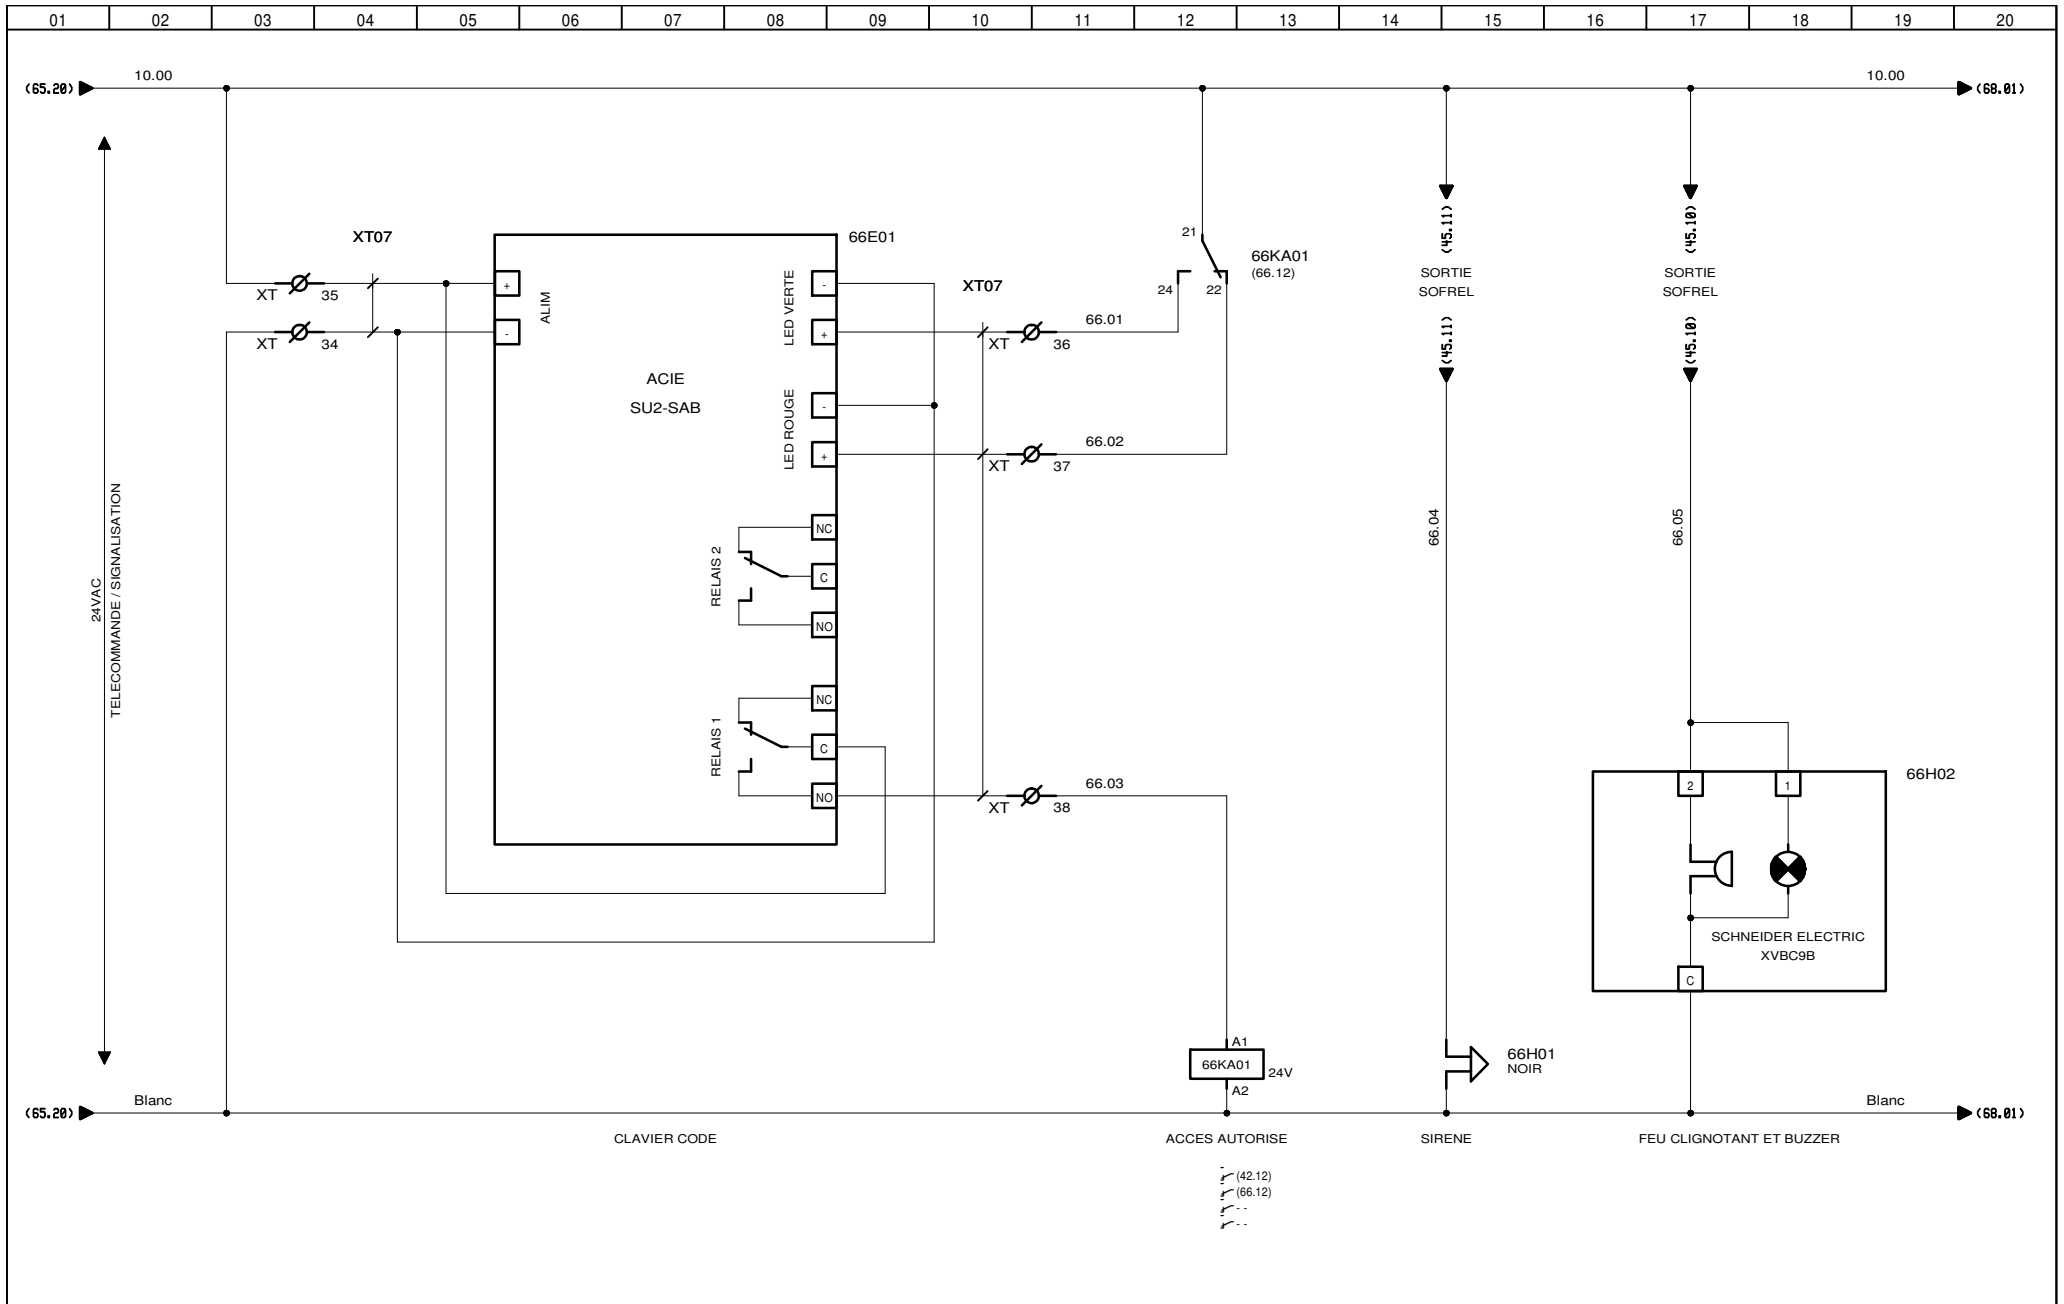 01 02 03 04 05 06 07 08 09 10 11 12 13 14 15 16 17 18 19 20
(65.20) 10.00 10.00 (68.01)
24VAC
TELECOMMANDE / SIGNALISATION
XT07
XT 35
XT 34
66E01
+
-
ALIM
ACIE
SU2-SAB
LED VERTE
-
+
LED ROUGE
-
+
RELAIS 2
NC
C
NO
RELAIS 1
NC
C
NO
XT07
XT 36
66.01
XT 37
66.02
XT 38
66.03
21
24 22
66KA01
(66.12)
A1
66KA01 24V
A2
(45.11)
SORTIE
SOFREL
(45.11)
66.04
66H01
NOIR
(45.10)
SORTIE
SOFREL
(45.10)
66.05
66H02
2 1
SCHNEIDER ELECTRIC
XVBC9B
C
(65.20) Blanc Blanc (68.01)
CLAVIER CODE
ACCES AUTORISE
SIRENE
FEU CLIGNOTANT ET BUZZER
(42.12)
(66.12)
- -
- -